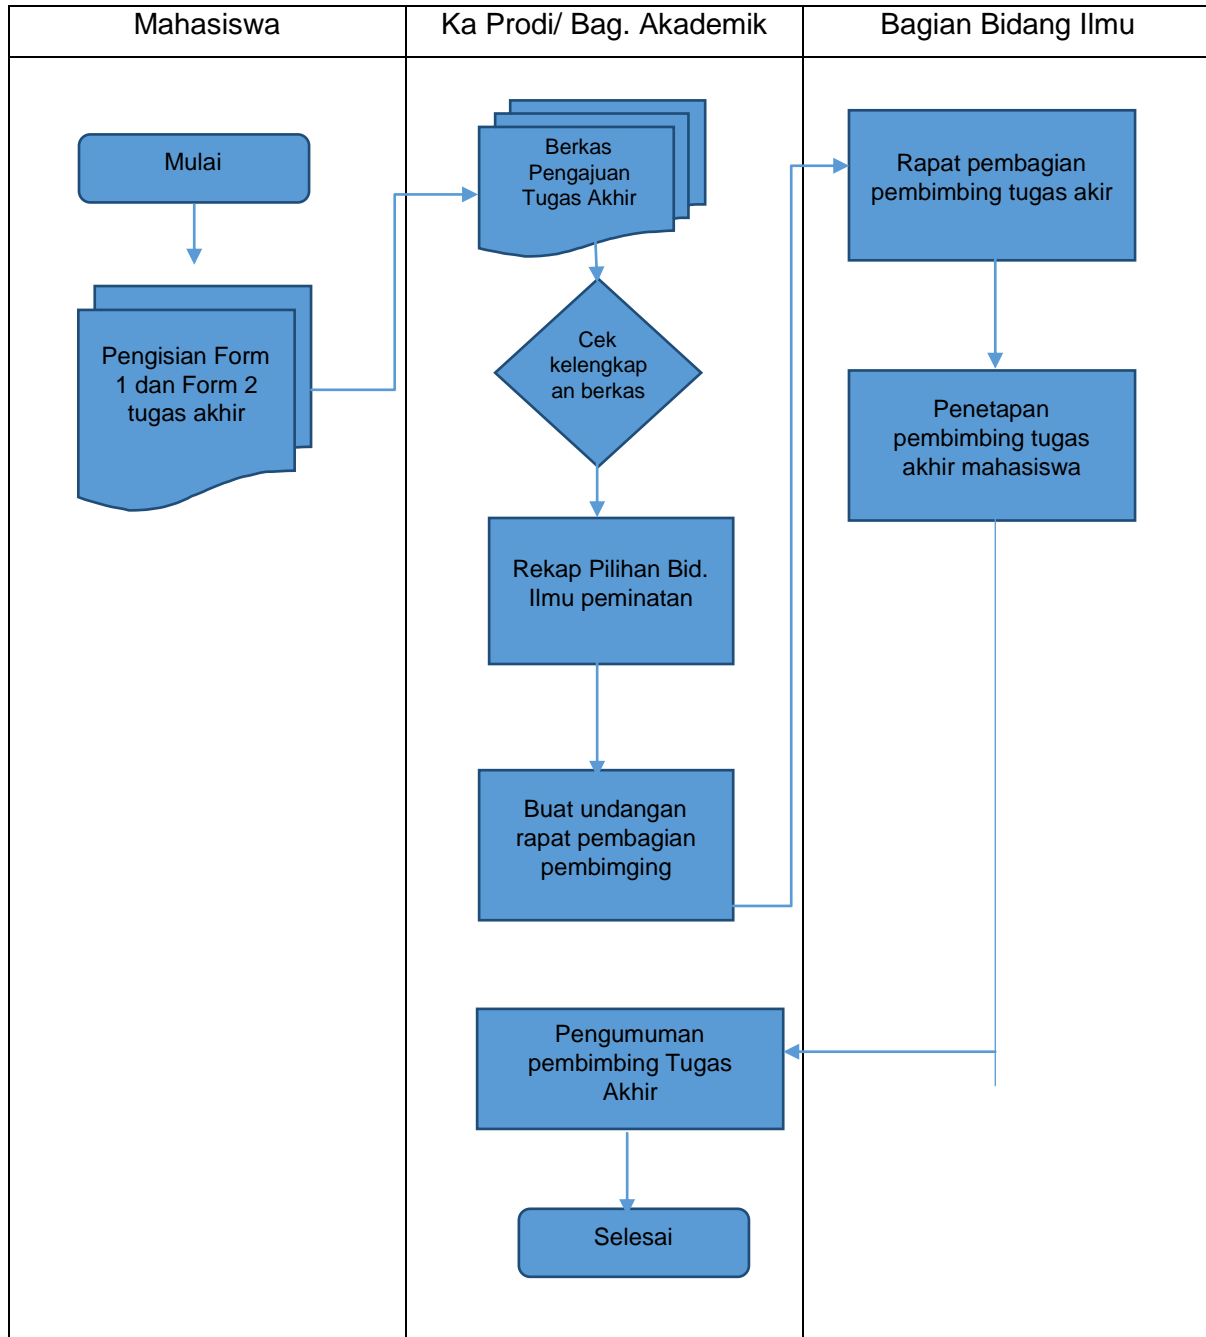 Mahasiswa
Ka Prodi/ Bag. Akademik
Bagian Bidang Ilmu
Mulai
Pengisian Form
1 dan Form 2
tugas akhir
Berkas
Pengajuan
Tugas Akhir
Cek
kelengkap
an berkas
Rekap Pilihan Bid.
Ilmu peminatan
Buat undangan
rapat pembagian
pembimging
Rapat pembagian
pembimbing tugas akir
Penetapan
pembimbing tugas
akhir mahasiswa
Pengumuman
pembimbing Tugas
Akhir
Selesai